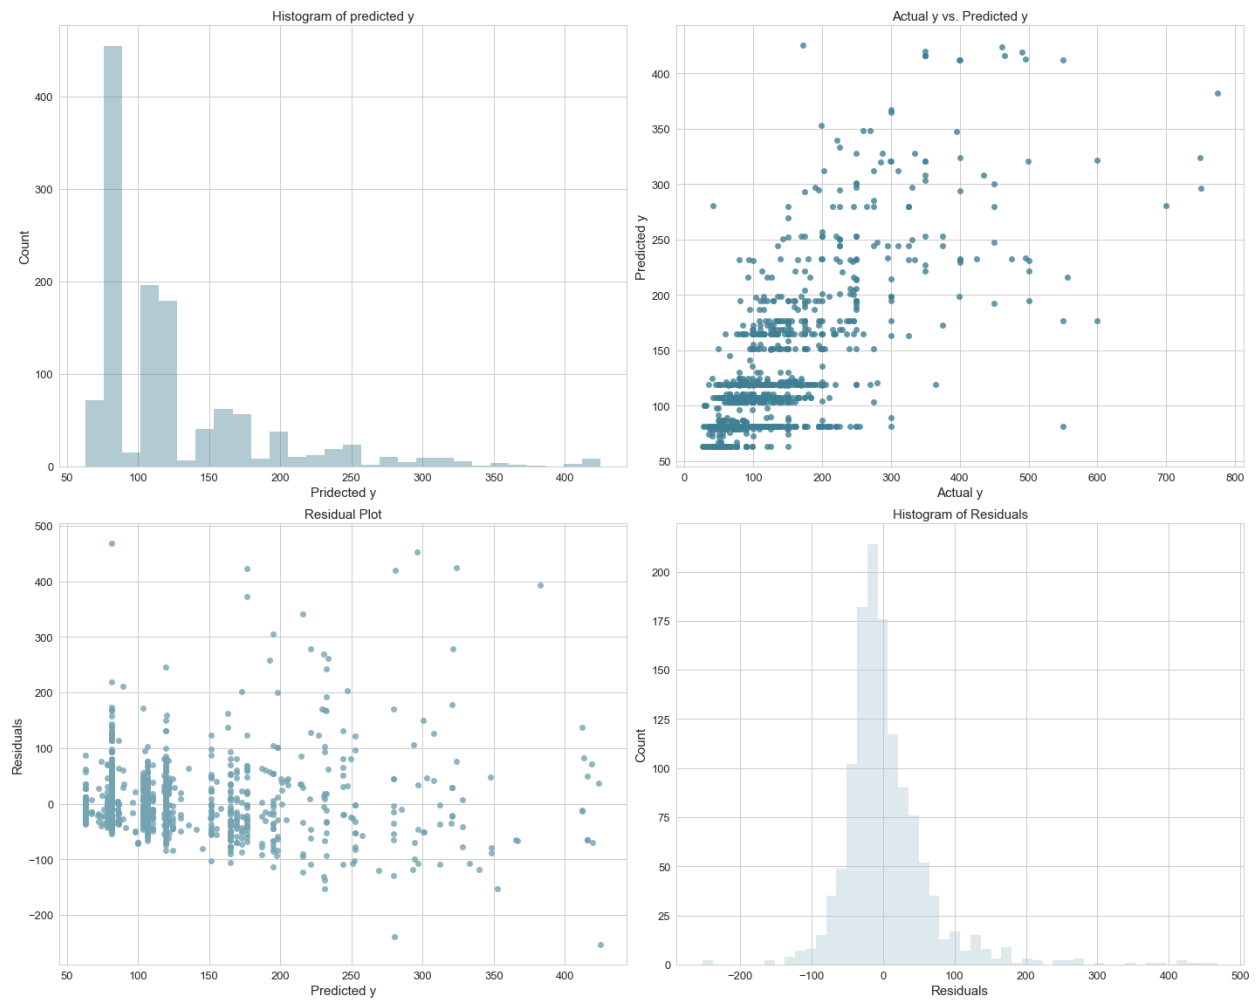 Histogram of predicted y
Count
400
300
200
100
0
50 100 150 200 250 300 350 400
Pridected y
Actual y vs. Predicted y
Predicted y
400
350
300
250
200
150
100
50
0 100 200 300 400 500 600 700 800
Actual y
Residual Plot
Residuals
500
400
300
200
100
0
−100
−200
50 100 150 200 250 300 350 400
Predicted y
Histogram of Residuals
Count
200
175
150
125
100
75
50
25
0
−200 −100 0 100 200 300 400 500
Residuals